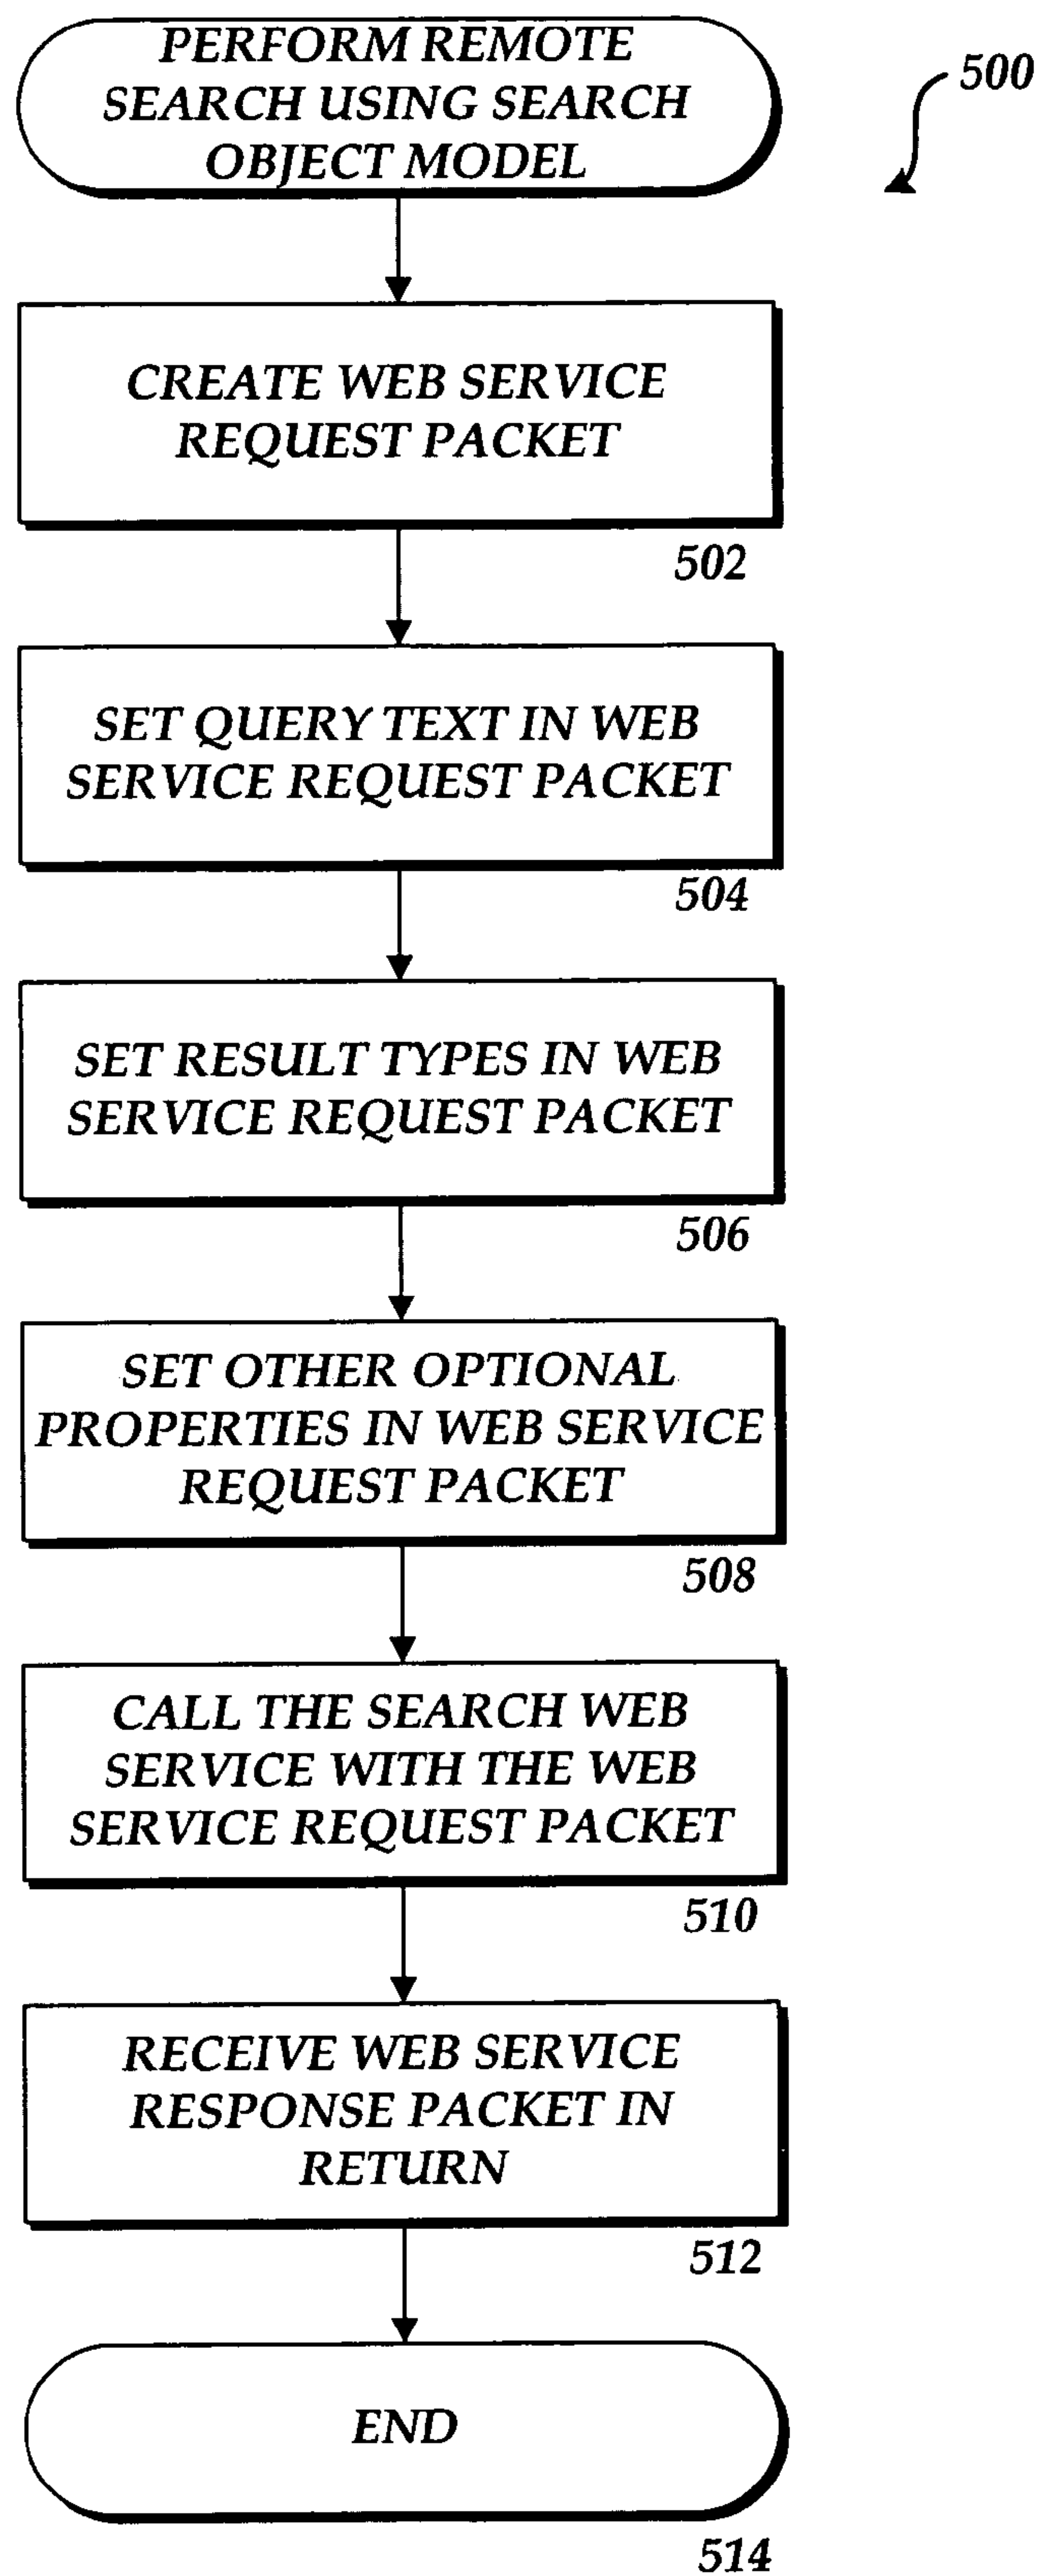 PERFORM REMOTE
SEARCH USING SEARCH
OBJECT MODEL
500
CREATE WEB SERVICE
REQUEST PACKET
502
SET QUERY TEXT IN WEB
SERVICE REQUEST PACKET
504
SET RESULT TYPES IN WEB
SERVICE REQUEST PACKET
506
SET OTHER OPTIONAL
PROPERTIES IN WEB SERVICE
REQUEST PACKET
508
CALL THE SEARCH WEB
SERVICE WITH THE WEB
SERVICE REQUEST PACKET
510
RECEIVE WEB SERVICE
RESPONSE PACKET IN
RETURN
512
END
514